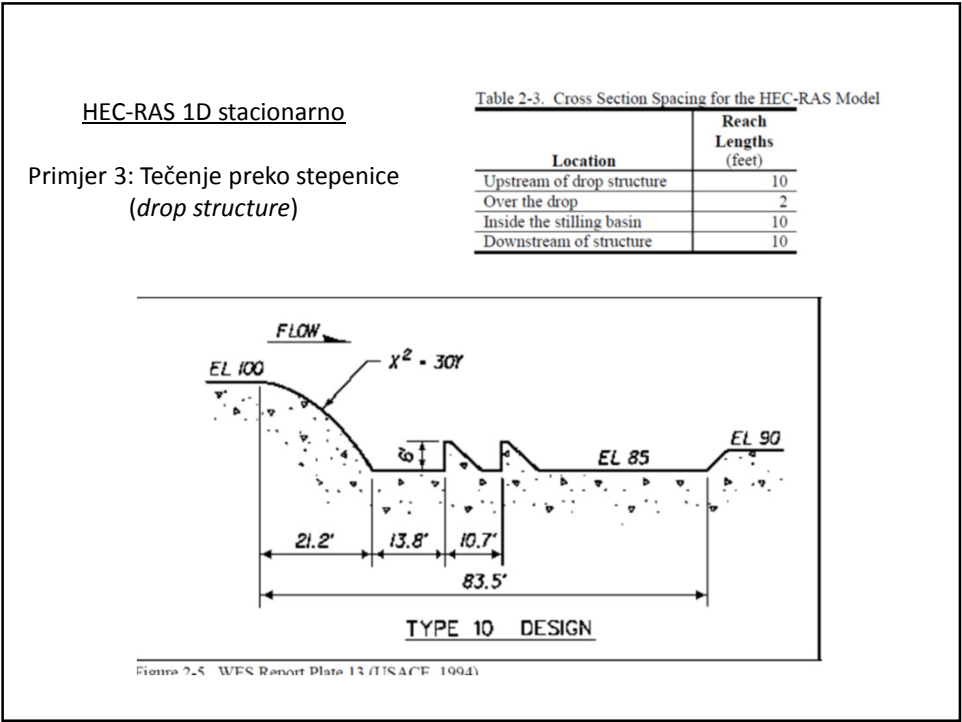 HEC-RAS 1D stacionarno
Primjer 3: Tečenje preko stepenice
(drop structure)
Table 2-3. Cross Section Spacing for the HEC-RAS Model
Location
Reach
Lengths
(feet)
Upstream of drop structure 10
Over the drop 2
Inside the stilling basin 10
Downstream of structure 10
FLOW
EL 100
X² - 30Y
6'
EL 85
EL 90
21.2'
13.8'
10.7'
83.5'
TYPE 10 DESIGN
Figure 2-5 WES Report Plate 13 (USACE 1994)